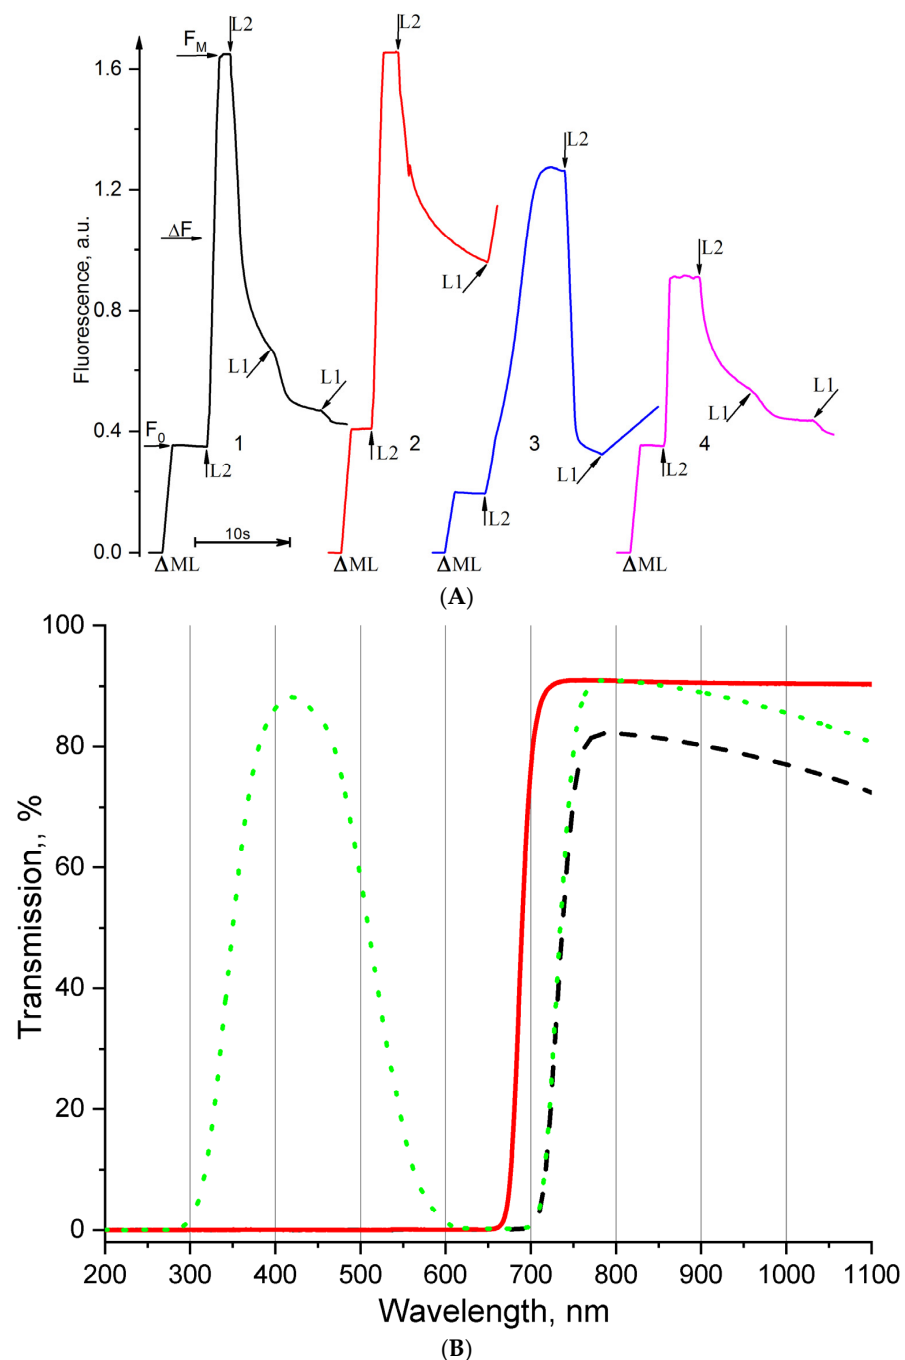 L2
L2
F_M
1.6
L2
1.2
ΔF
L2
L1
0.8
L1
L1
L1
L1
F_0
0.4
1
2
3
4
L2
L2
L2
L1
L2
10s
0.0
ΔML
ΔML
ΔML
ΔML
Fluorescence, a.u.
(A)
100
80
60
40
20
0
200 300 400 500 600 700 800 900 1000 1100
Transmission,, %
Wavelength, nm
(B)